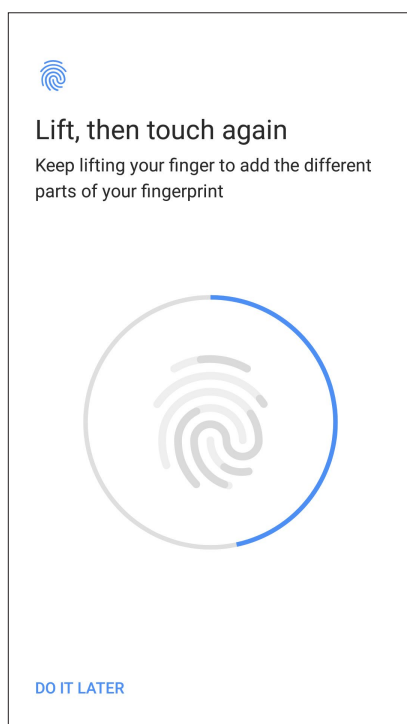 Lift, then touch again
Keep lifting your finger to add the different
parts of your fingerprint
DO IT LATER